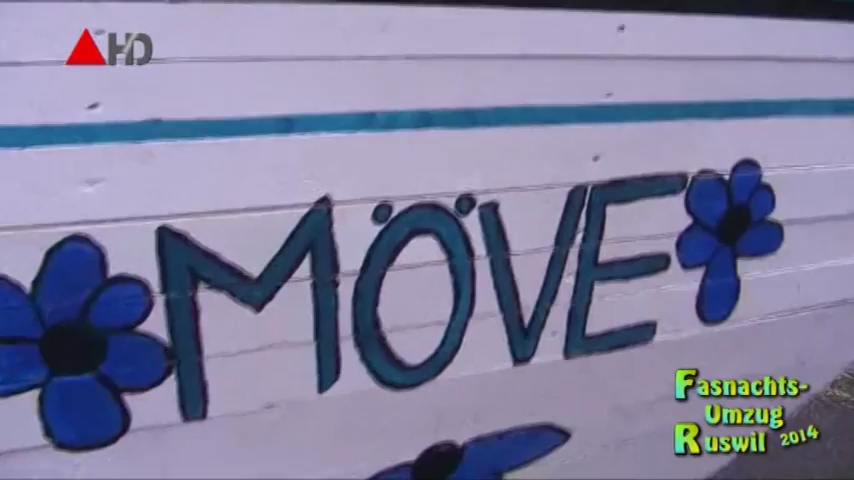 HD
MÖVE
Fasnachts-
Umzug
Ruswil 2014